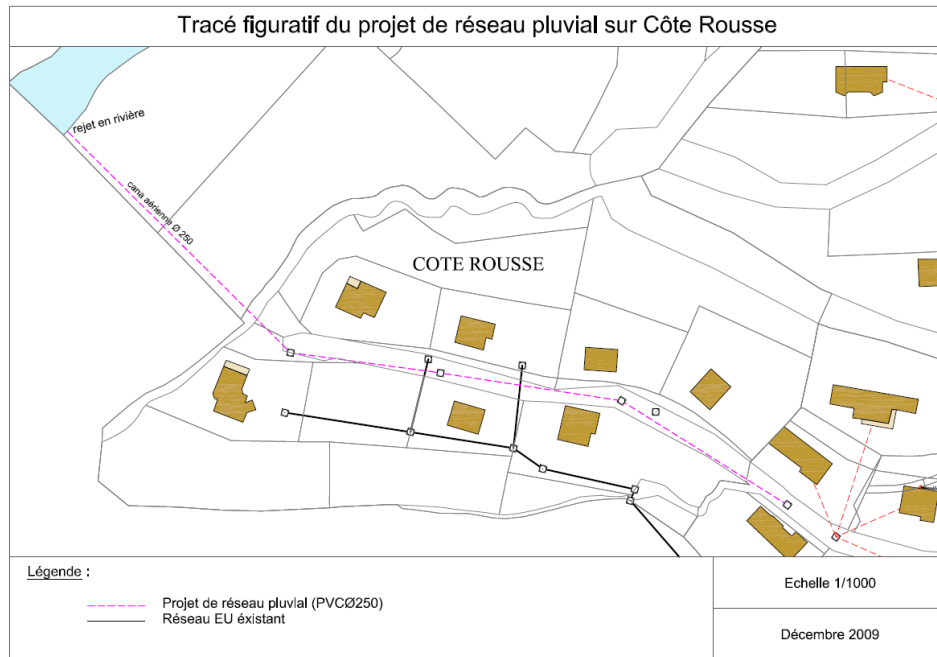 Tracé figuratif du projet de réseau pluvial sur Côte Rousse
rejet en rivière
cana aérienne Ø 250
COTE ROUSSE
Légende :
Projet de réseau pluvial (PVCØ250)
Réseau EU éxistant
Echelle 1/1000
Décembre 2009